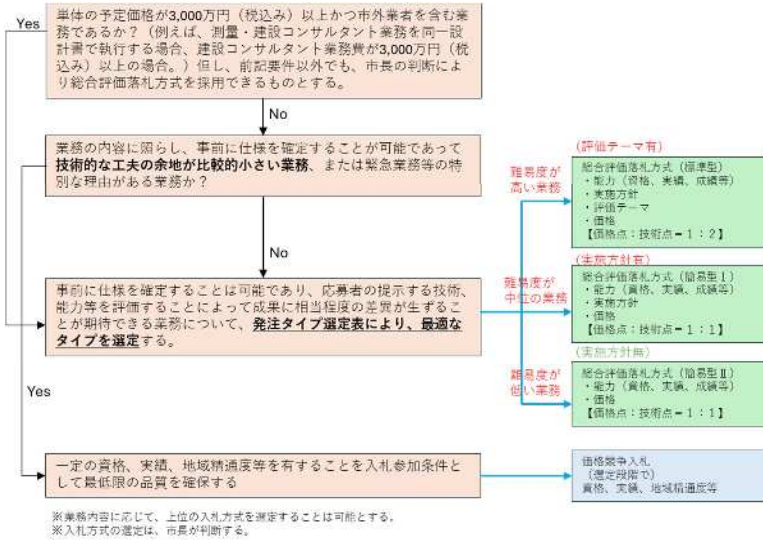 Yes
単体の予定価格が3,000万円（税込み）以上かつ市外業者を含む業
務であるか？（例えば、測量・建設コンサルタント業務を同一設
計書で執行する場合、建設コンサルタント業務費が3,000万円（税
込み）以上の場合。）但し、前記要件以外でも、市長の判断によ
り総合評価落札方式を採用できるものとする。
No
業務の内容に照らし、事前に仕様を確定することが可能であって
技術的な工夫の余地が比較的小さい業務、または緊急業務等の特
別な理由がある業務か？
No
事前に仕様を確定することは可能であり、応募者の提示する技術、
能力等を評価することによって成果に相当程度の差異が生ずるこ
とが期待できる業務について、発注タイプ選定表により、最適な
タイプを選定する。
難易度が
高い業務
(評価テーマ有)
総合評価落札方式（標準型）
・能力（資格、実績、成績等）
・実施方針
・評価テーマ
・価格
【価格点：技術点＝1：2】
難易度が
中位の業務
(実施方針有)
総合評価落札方式（簡易型Ⅰ）
・能力（資格、実績、成績等）
・実施方針
・価格
【価格点：技術点＝1：1】
難易度が
低い業務
(実施方針無)
総合評価落札方式（簡易型Ⅱ）
・能力（資格、実績、成績等）
・価格
【価格点：技術点＝1：1】
Yes
一定の資格、実績、地域精通度等を有することを入札参加条件と
して最低限の品質を確保する
価格競争入札
（選定段階で）
資格、実績、地域精通度等
※業務内容に応じて、上位の入札方式を選定することは可能とする。
※入札方式の選定は、市長が判断する。